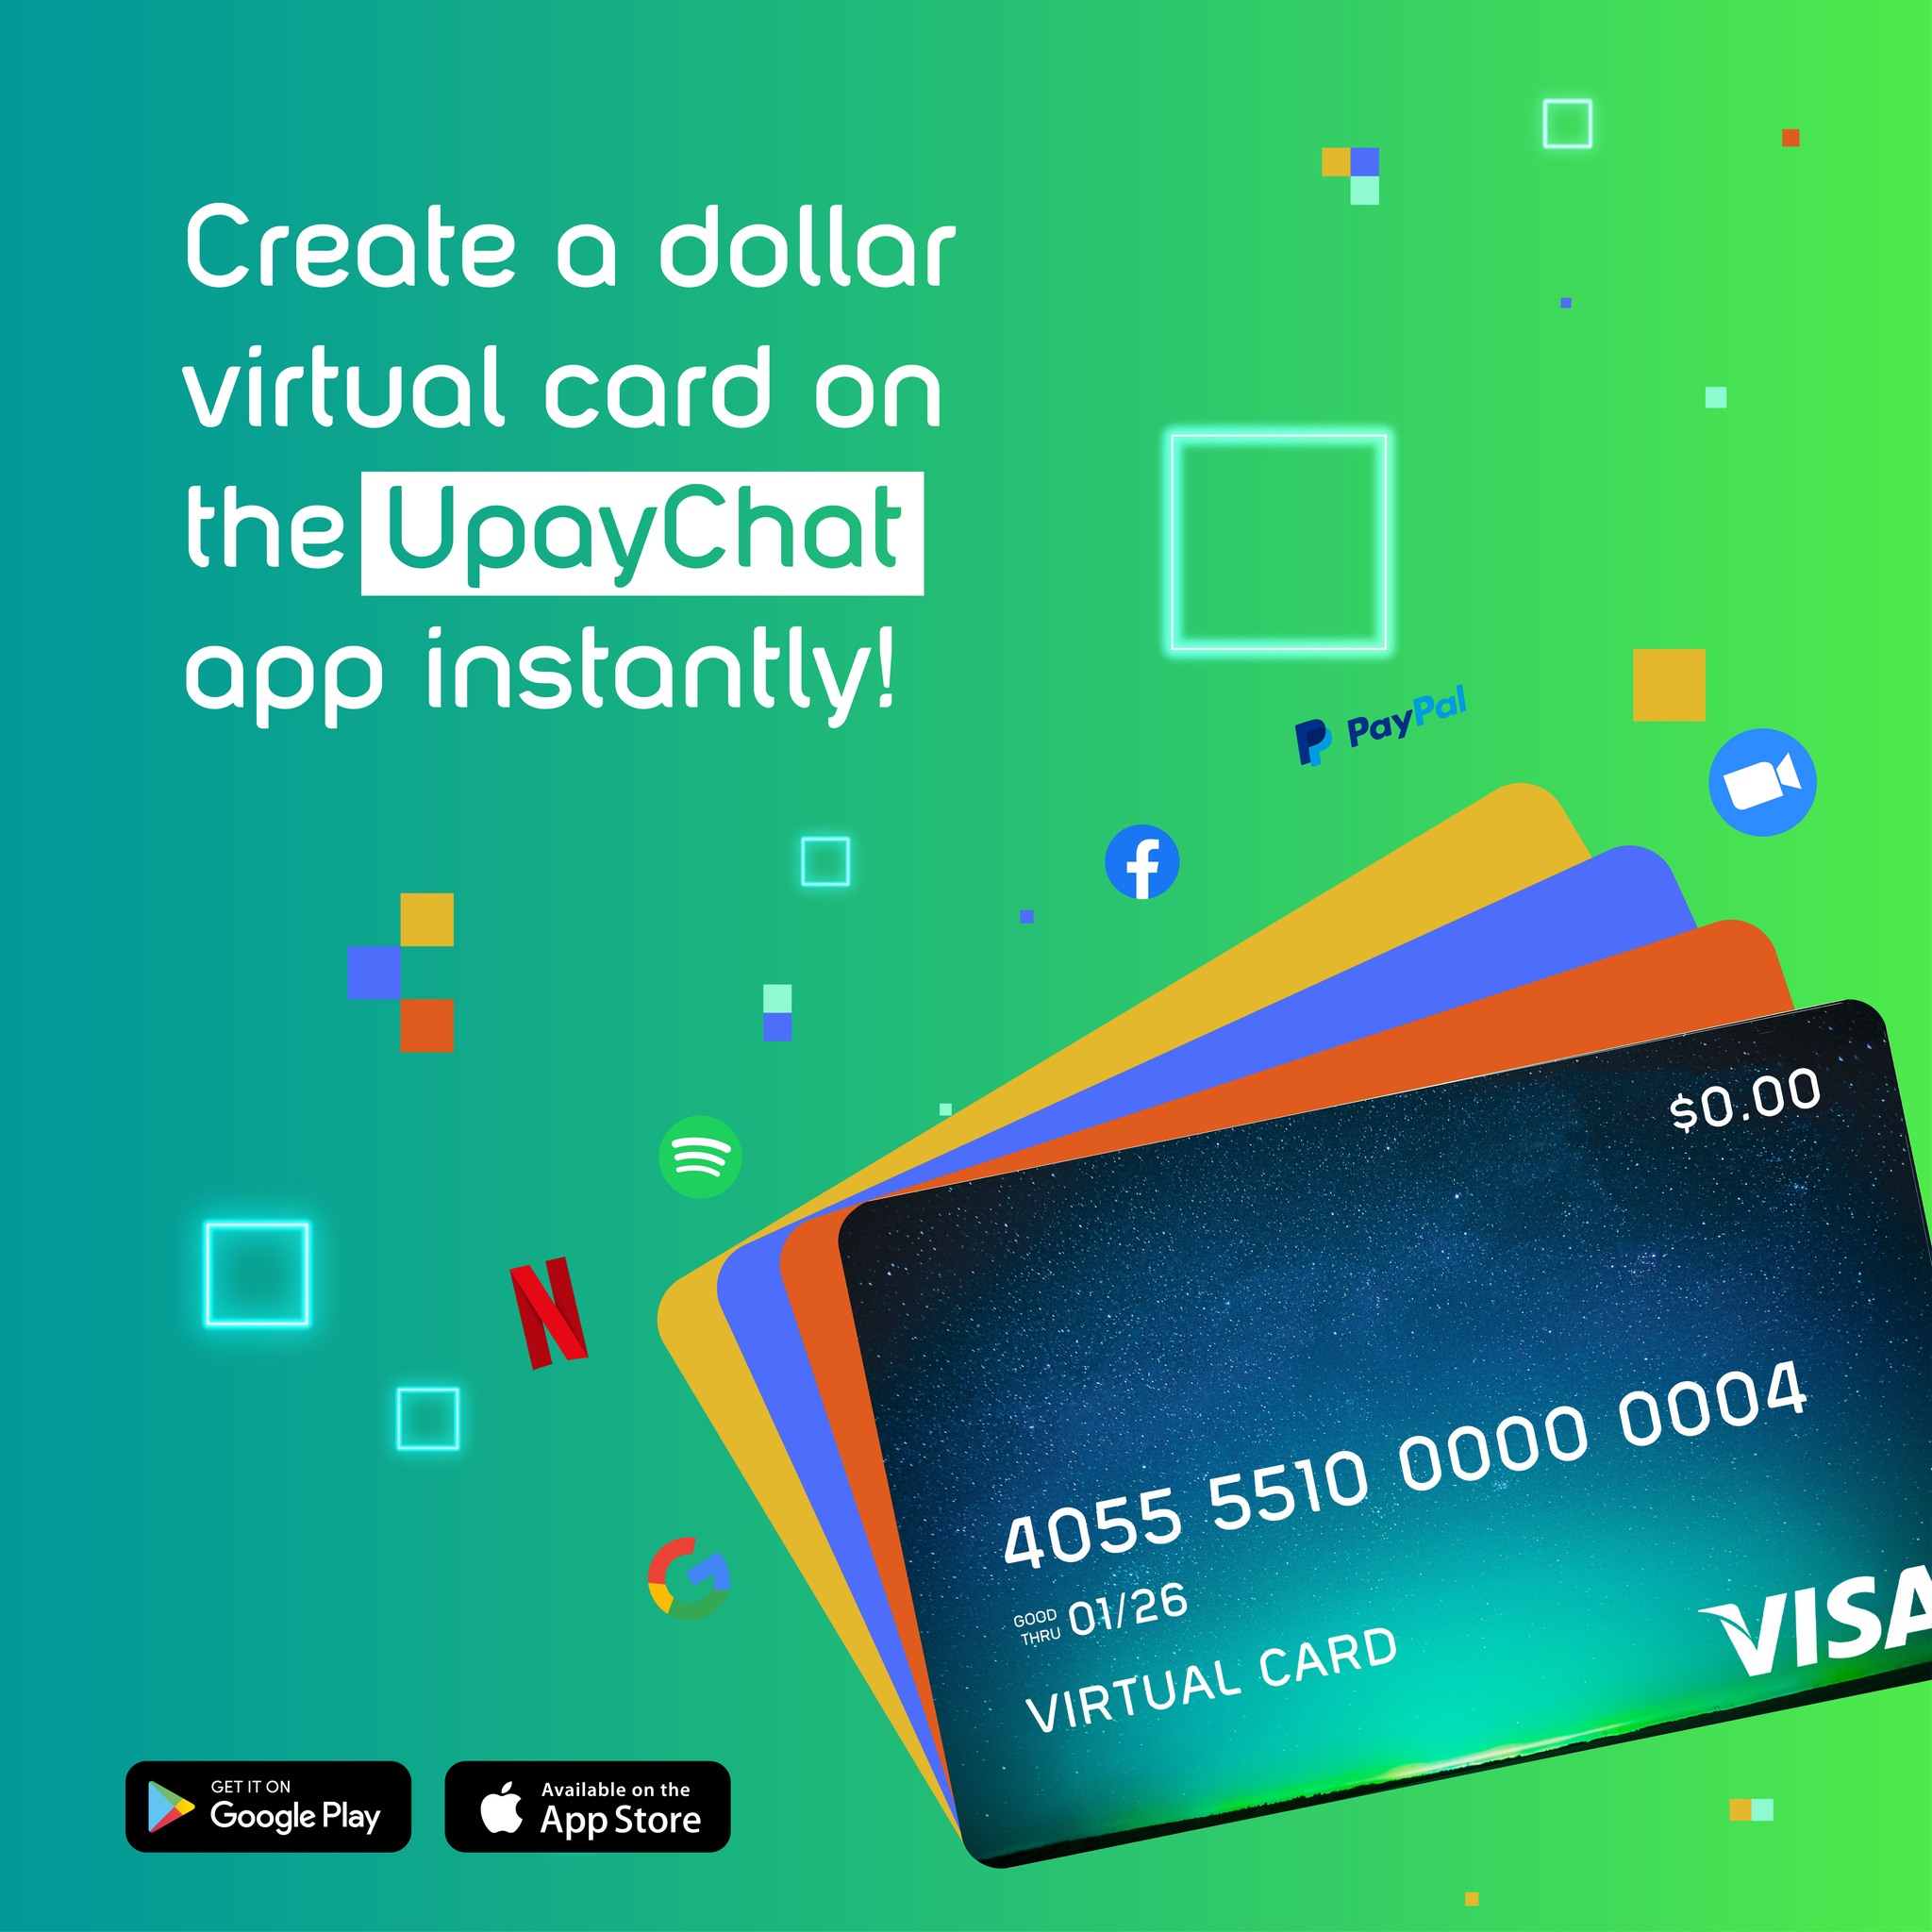 Create a dollar
virtual card on
the UpayChat
app instantly!
PayPal
$0.00
4055 5510 0000 0004
GOOD
THRU 01/26
VIRTUAL CARD
VISA
GET IT ON
Google Play
Available on the
App Store